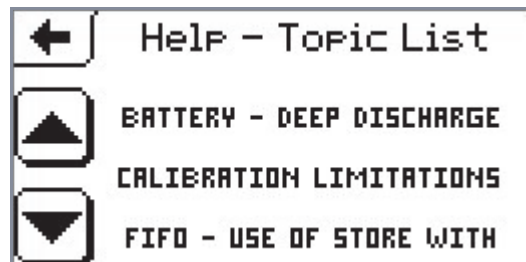 Help - Topic List
BATTERY - DEEP DISCHARGE
CALIBRATION LIMITATIONS
FIFO - USE OF STORE WITH